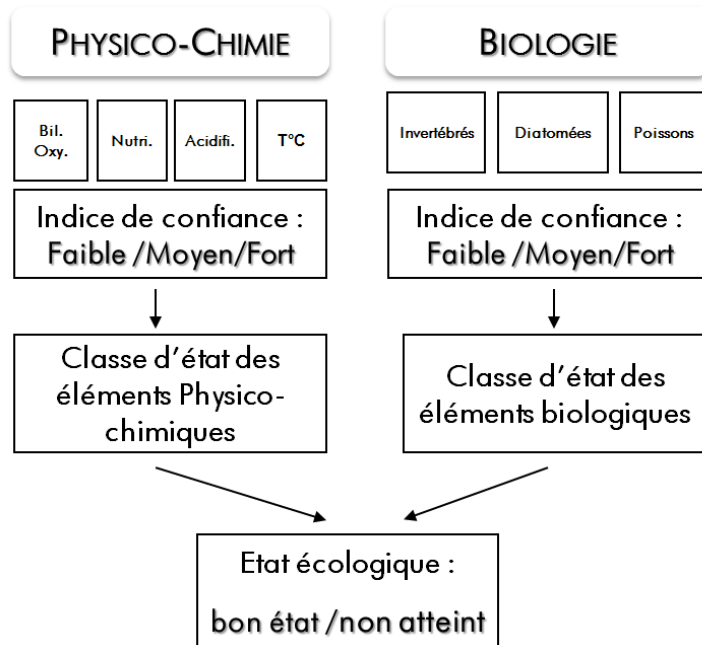 PHYSICO-CHIMIE
Bil.
Oxy.
Nutri.
Acidifi.
T°C
Indice de confiance :
Faible /Moyen/Fort
Classe d'état des
éléments Physico-
chimiques
BIOLOGIE
Invertébrés
Diatomées
Poissons
Indice de confiance :
Faible /Moyen/Fort
Classe d'état des
éléments biologiques
Etat écologique :
bon état /non atteint